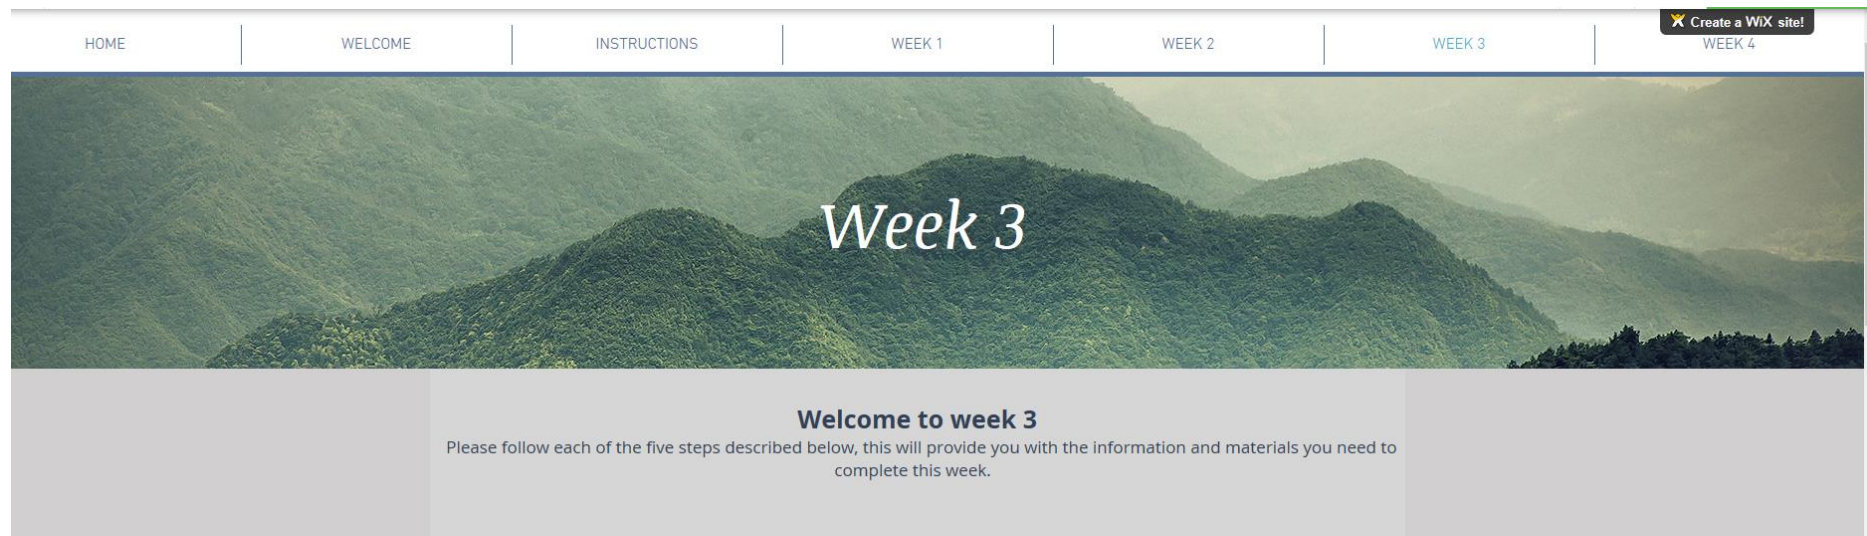 Create a WiX site!
HOME WELCOME INSTRUCTIONS WEEK 1 WEEK 2 WEEK 3 WEEK 4
Week 3
Welcome to week 3
Please follow each of the five steps described below, this will provide you with the information and materials you need to
complete this week.